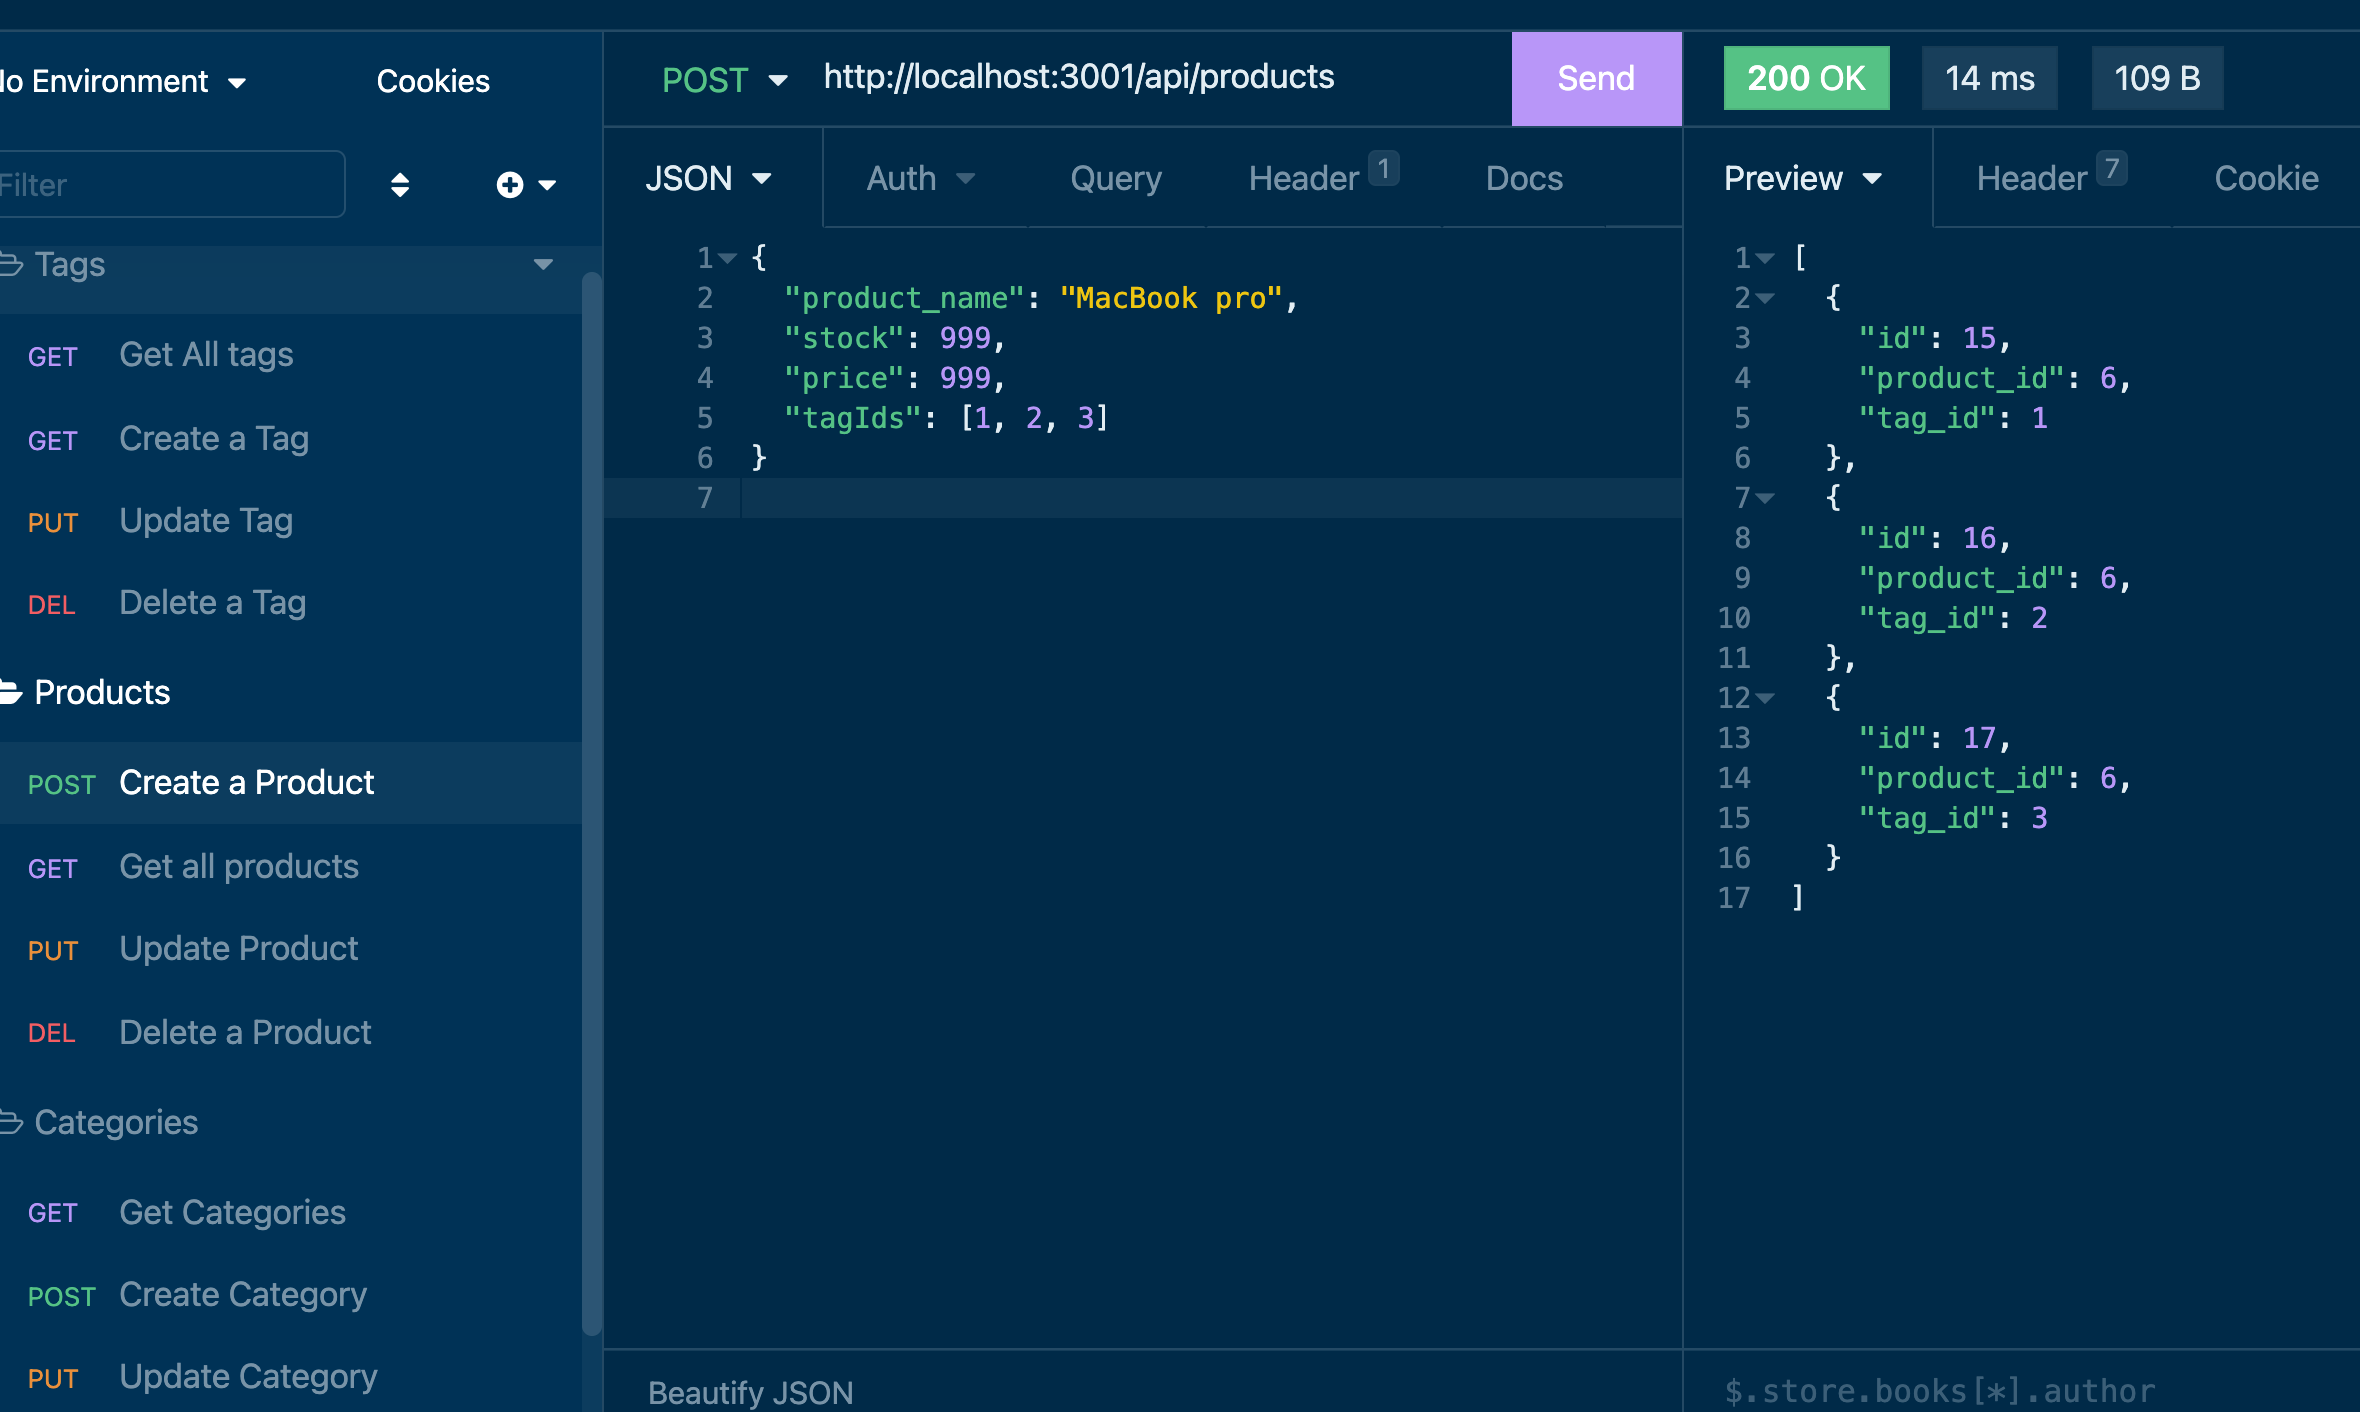 No Environment
Cookies
Filter
Tags
GET Get All tags
GET Create a Tag
PUT Update Tag
DEL Delete a Tag
Products
POST Create a Product
GET Get all products
PUT Update Product
DEL Delete a Product
Categories
GET Get Categories
POST Create Category
PUT Update Category
POST http://localhost:3001/api/products Send
JSON Auth Query Header 1 Docs
1 {
2 "product_name": "MacBook pro",
3 "stock": 999,
4 "price": 999,
5 "tagIds": [1, 2, 3]
6 }
7
Beautify JSON
200 OK 14 ms 109 B
Preview Header 7 Cookie
1 [
2 {
3 "id": 15,
4 "product_id": 6,
5 "tag_id": 1
6 },
7 {
8 "id": 16,
9 "product_id": 6,
10 "tag_id": 2
11 },
12 {
13 "id": 17,
14 "product_id": 6,
15 "tag_id": 3
16 }
17 ]
$.store.books[*].author